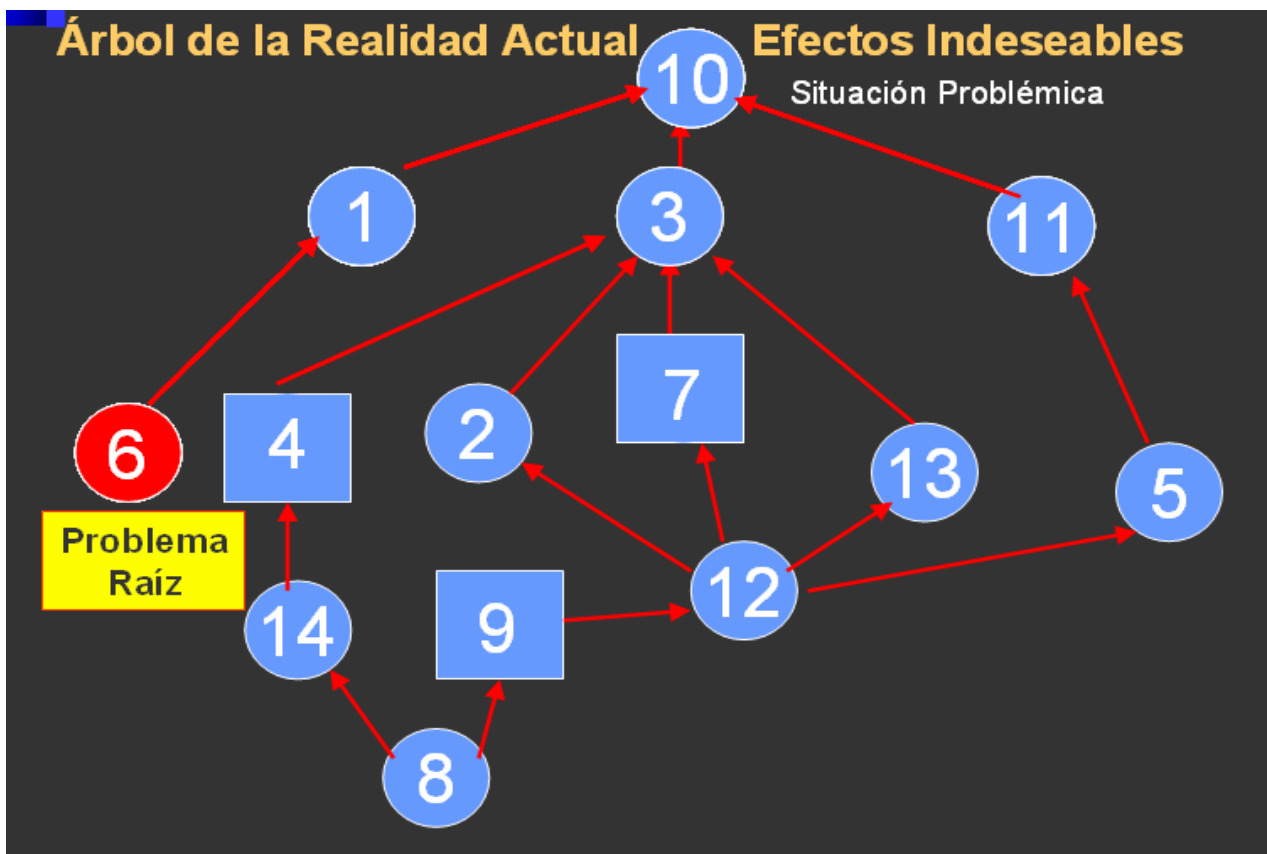 Árbol de la Realidad Actual
Efectos Indeseables
10
Situación Problémica
1
3
11
6
4
2
7
13
5
Problema
Raíz
14
9
12
8